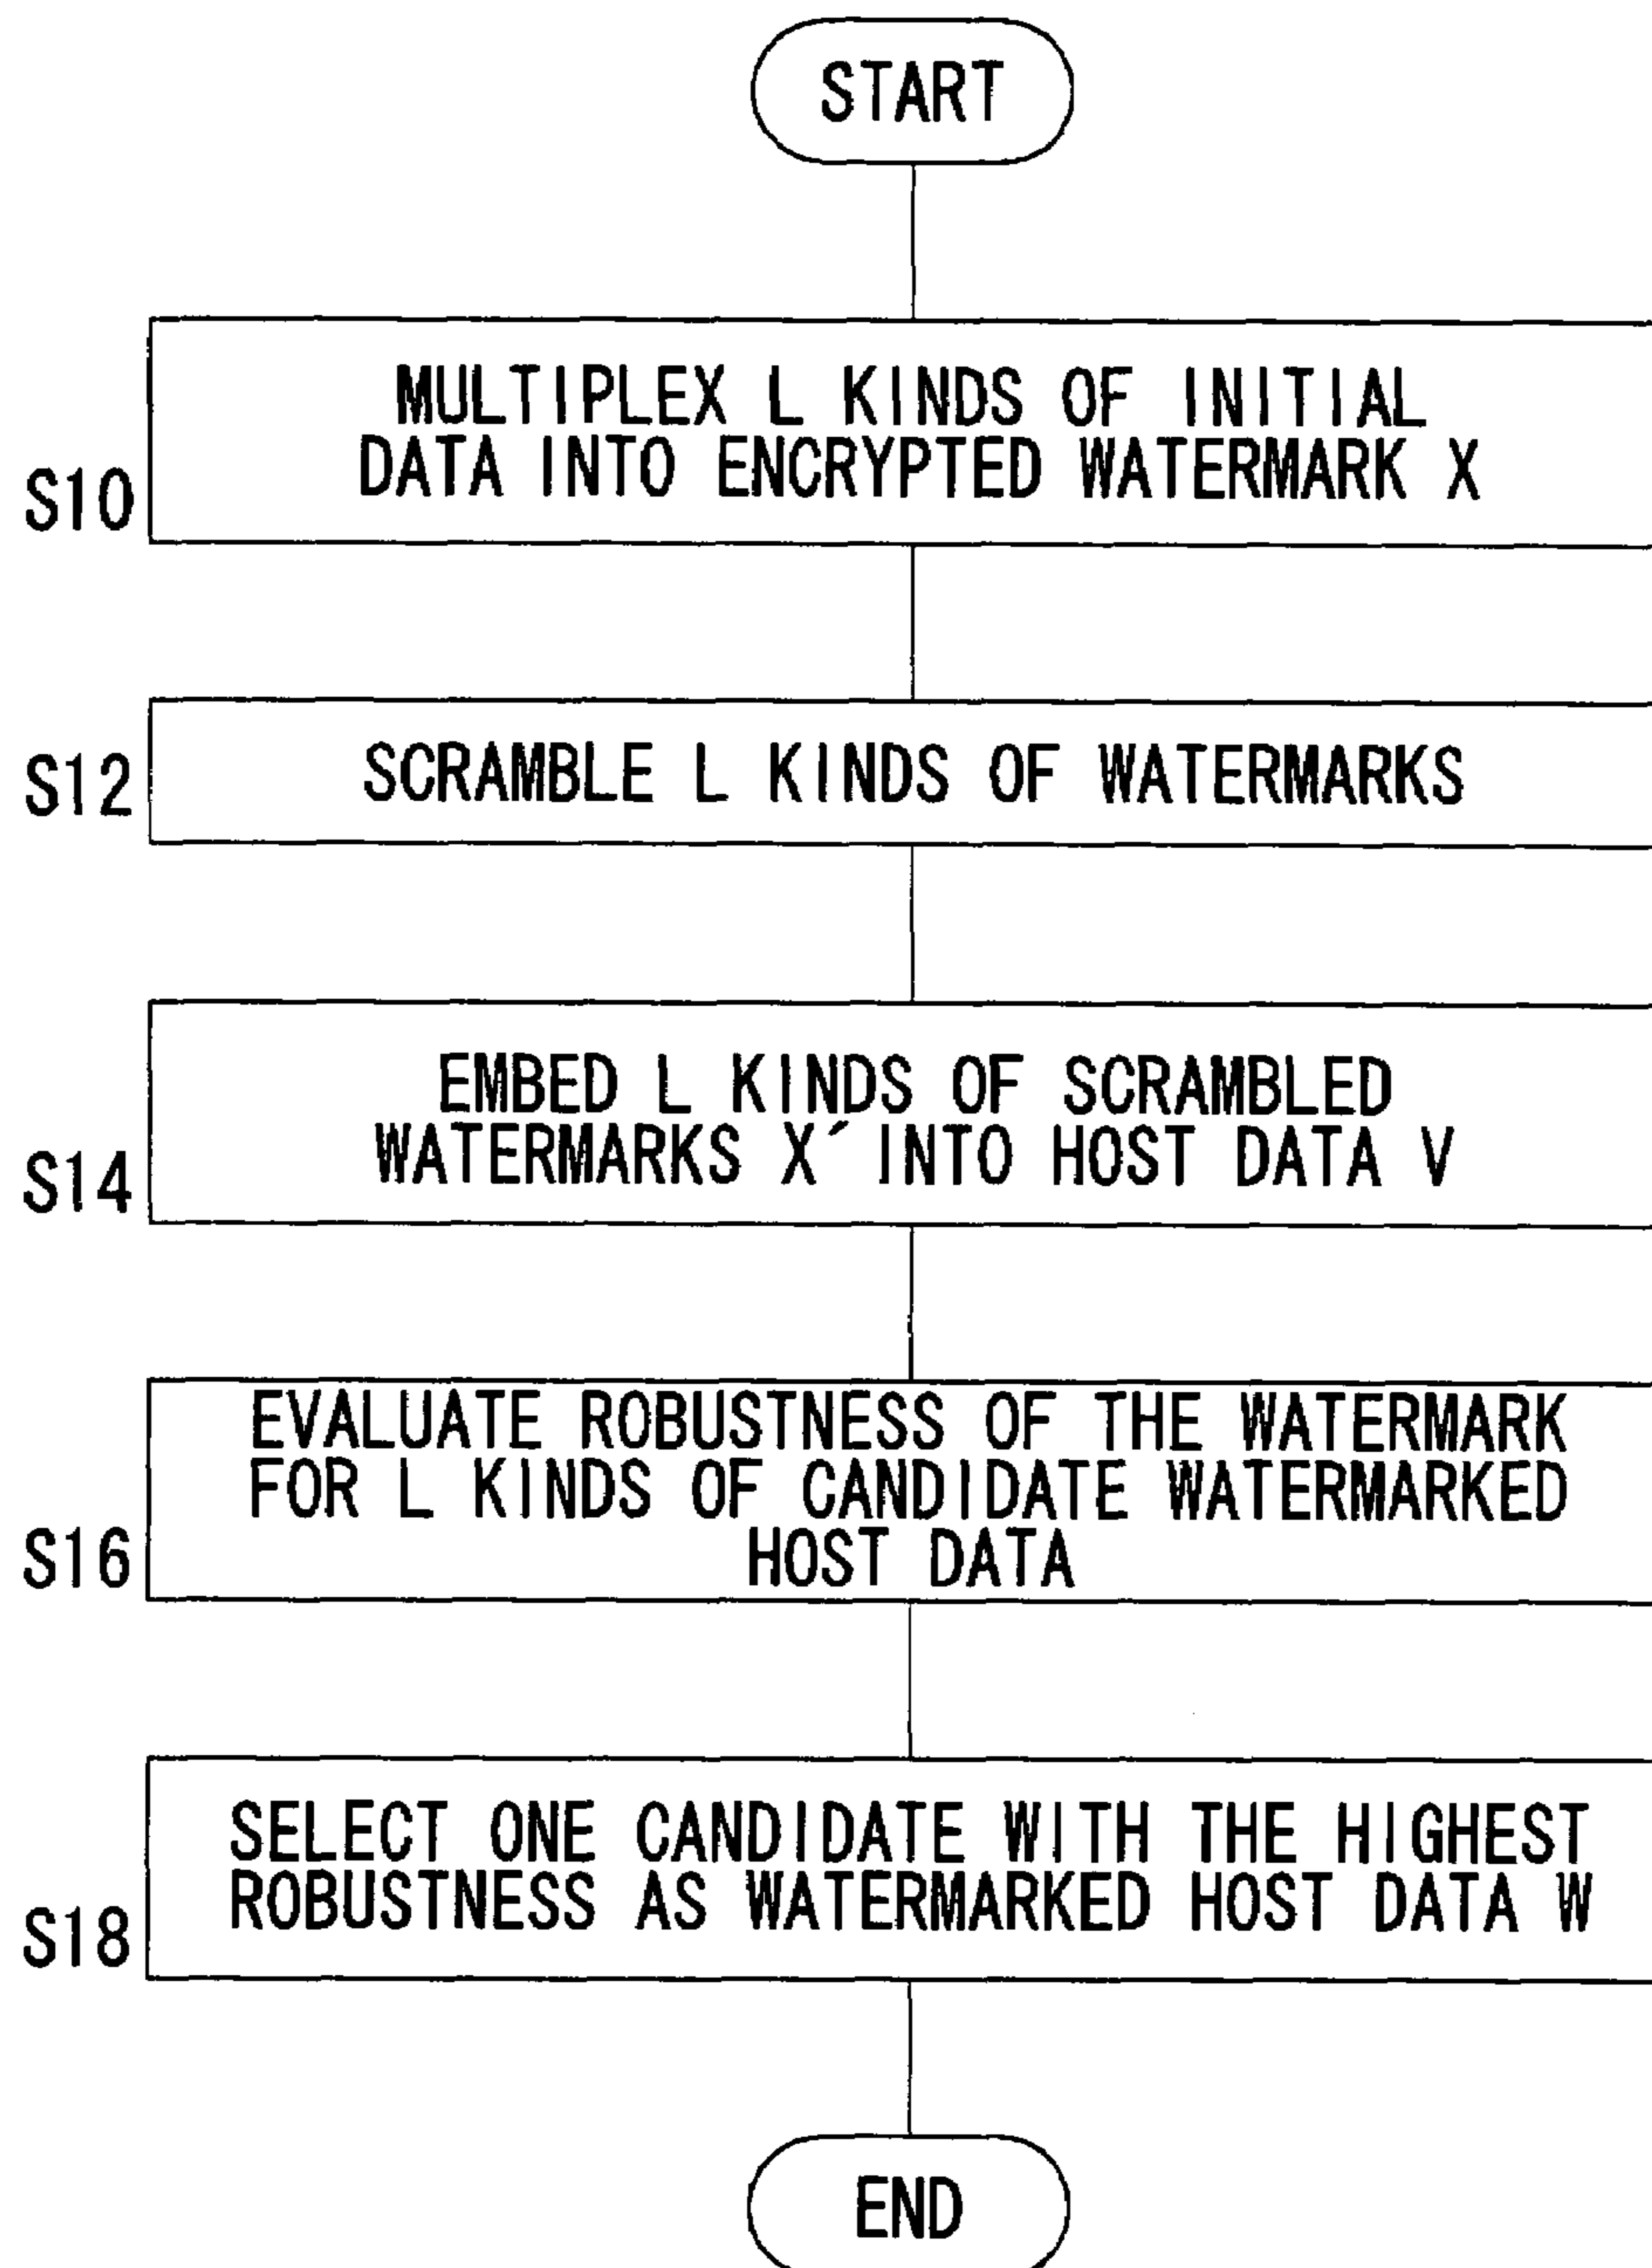 START
MULTIPLEX L KINDS OF INITIAL
DATA INTO ENCRYPTED WATERMARK X
S10
S12
SCRAMBLE L KINDS OF WATERMARKS
EMBED L KINDS OF SCRAMBLED
WATERMARKS X´ INTO HOST DATA V
S14
EVALUATE ROBUSTNESS OF THE WATERMARK
FOR L KINDS OF CANDIDATE WATERMARKED
HOST DATA
S16
SELECT ONE CANDIDATE WITH THE HIGHEST
ROBUSTNESS AS WATERMARKED HOST DATA W
S18
END